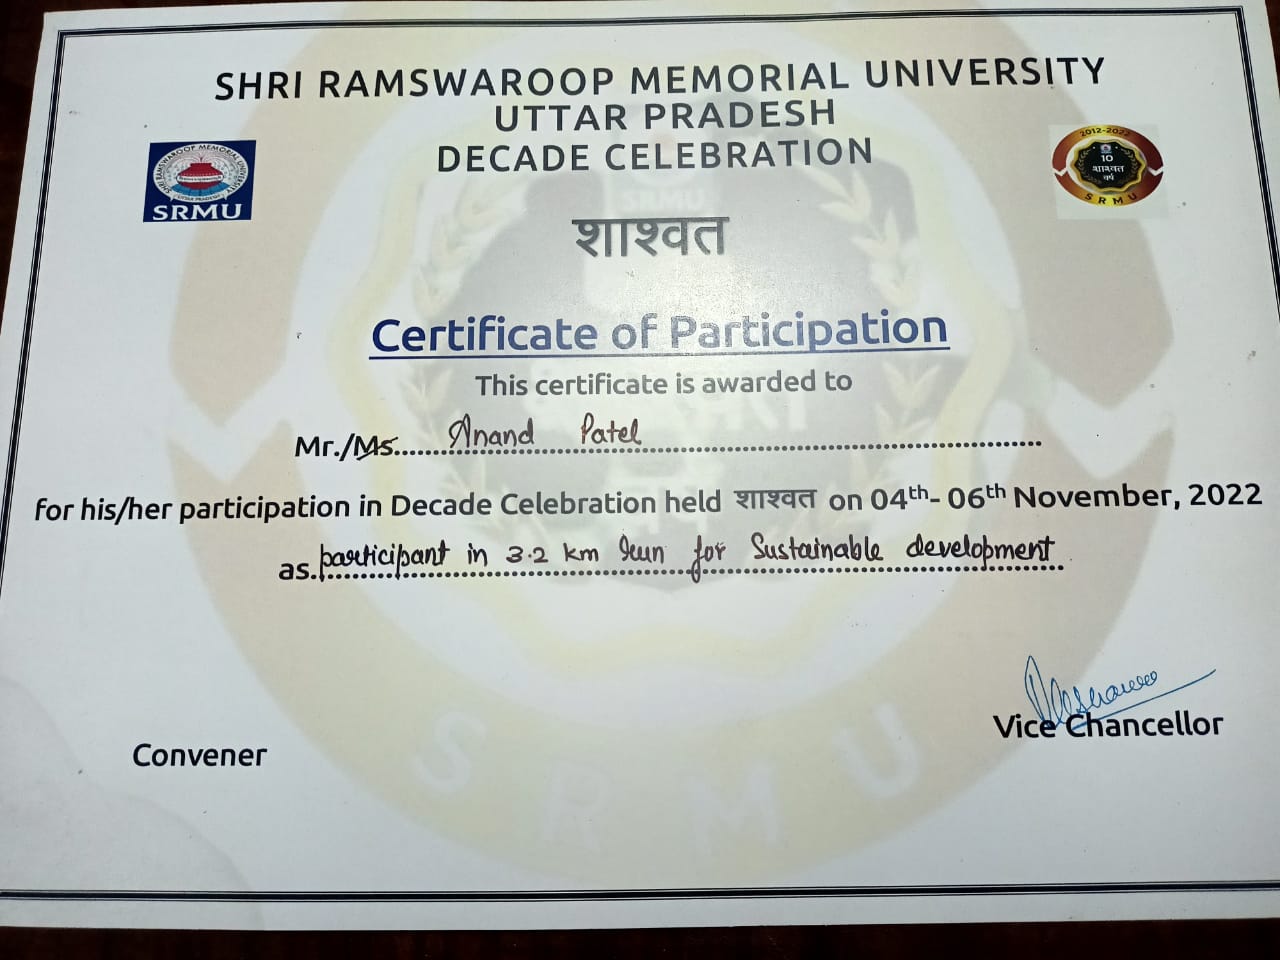 SHRI RAMSWAROOP MEMORIAL UNIVERSITY
UTTAR PRADESH
DECADE CELEBRATION
SHRI RAMSWAROOP MEMORIAL UNIVERSITY
UTTAR PRADESH
SRMU
2012-2022
10
शाश्वत
वर्ष
SRMU
शाश्वत
Certificate of Participation
This certificate is awarded to
Mr./Ms. Anand Patel
for his/her participation in Decade Celebration held शाश्वत on 04th- 06th November, 2022
as participant in 3.2 km run for Sustainable development
Vice Chancellor
Convener
SRMU